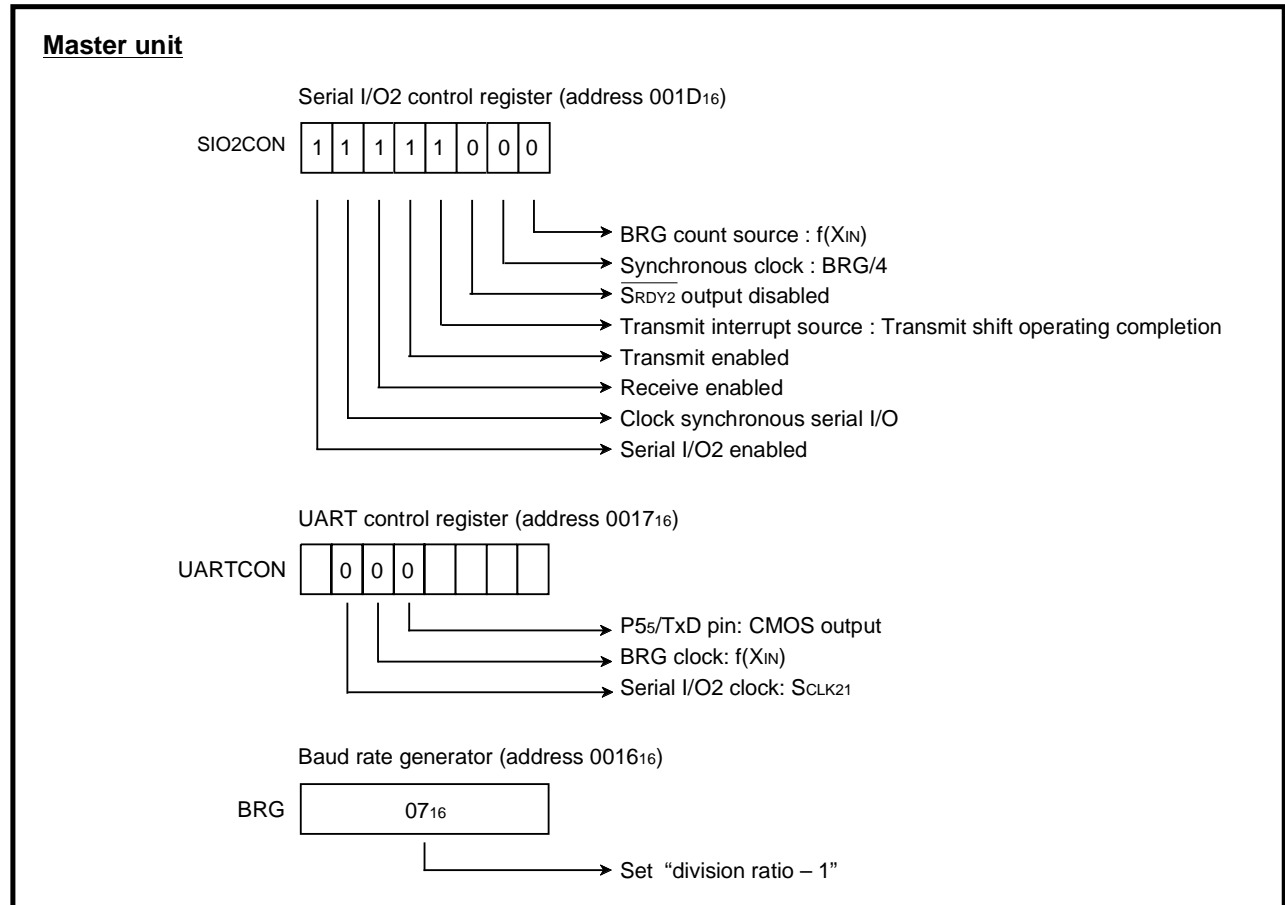 Master unit
Serial I/O2 control register (address 001D16)
SIO2CON 1 1 1 1 1 0 0 0
BRG count source : f(XIN)
Synchronous clock : BRG/4
SRDY2 output disabled
Transmit interrupt source : Transmit shift operating completion
Transmit enabled
Receive enabled
Clock synchronous serial I/O
Serial I/O2 enabled
UART control register (address 001716)
UARTCON 0 0 0
P55/TxD pin: CMOS output
BRG clock: f(XIN)
Serial I/O2 clock: SCLK21
Baud rate generator (address 001616)
BRG 0716
Set “division ratio – 1”